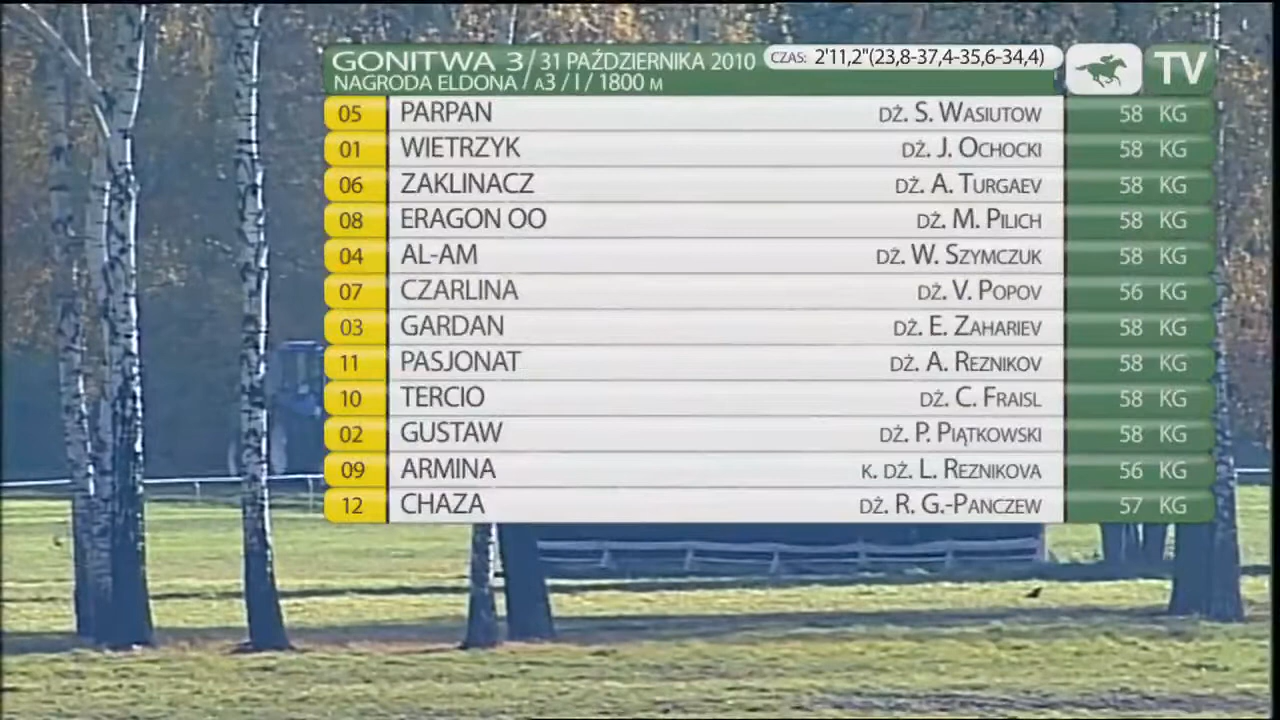 GONITWA 3 / 31 PAŹDZIERNIKA 2010 CZAS: 2'11,2"(23,8-37,4-35,6-34,4) TV
NAGRODA ELDONA / A3 / I / 1800 M
05 PARPAN DŻ. S. WASIUTOW 58 KG
01 WIETRZYK DŻ. J. OCHOCKI 58 KG
06 ZAKLINACZ DŻ. A. TURGAEV 58 KG
08 ERAGON OO DŻ. M. PILICH 58 KG
04 AL-AM DŻ. W. SZYMCZUK 58 KG
07 CZARLINA DŻ. V. POPOV 56 KG
03 GARDAN DŻ. E. ZAHARIEV 58 KG
11 PASJONAT DŻ. A. REZNIKOV 58 KG
10 TERCIO DŻ. C. FRAISL 58 KG
02 GUSTAW DŻ. P. PIĄTKOWSKI 58 KG
09 ARMINA K. DŻ. L. REZNIKOVA 56 KG
12 CHAZA DŻ. R. G.-PANCZEW 57 KG